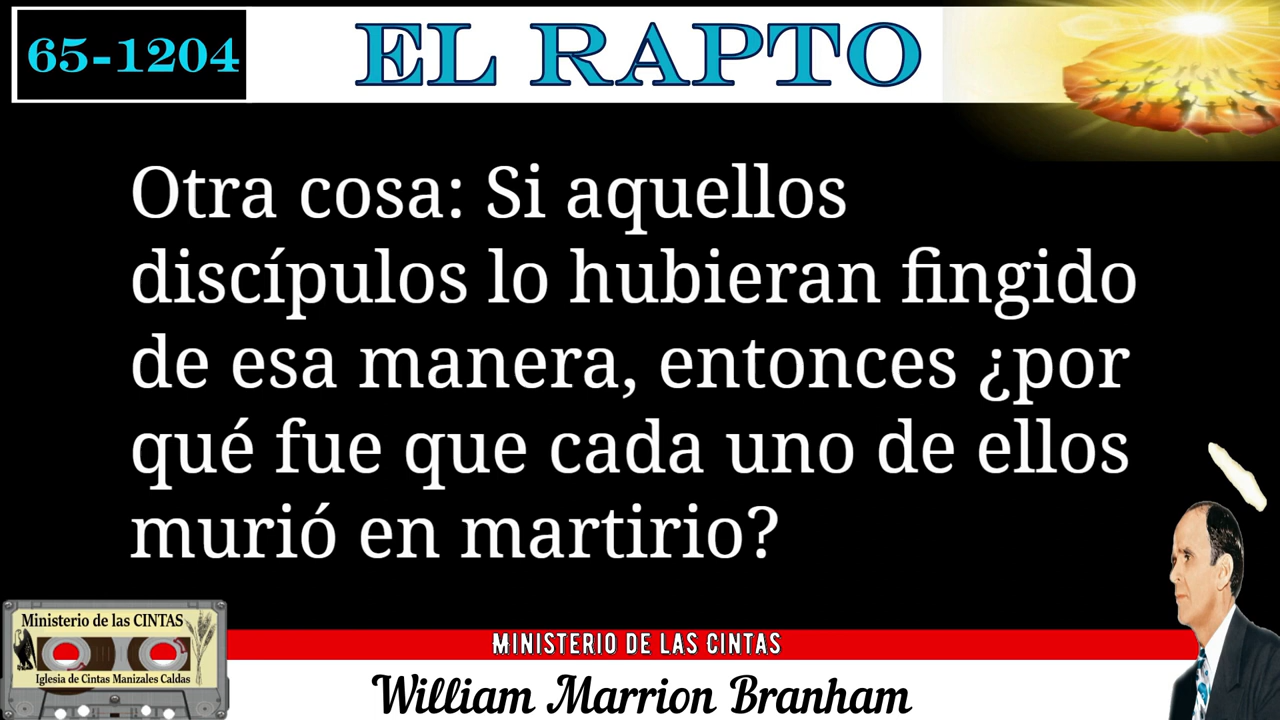 65-1204
EL RAPTO
Otra cosa: Si aquellos
discípulos lo hubieran fingido
de esa manera, entonces ¿por
qué fue que cada uno de ellos
murió en martirio?
Ministerio de las CINTAS
Iglesia de Cintas Manizales Caldas
MINISTERIO DE LAS CINTAS
William Marrion Branham